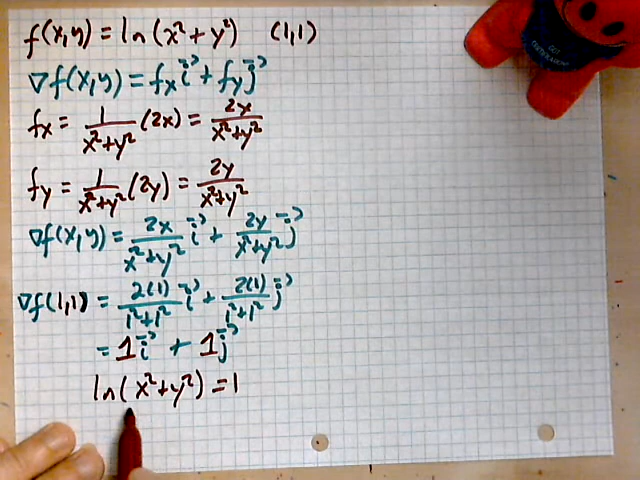 f(x,y) = ln(x²+y²) (1,1)
∇f(x,y) = fx i⃗ + fy j⃗
fx = 1/(x²+y²) (2x) = 2x/(x²+y²)
fy = 1/(x²+y²) (2y) = 2y/(x²+y²)
∇f(x,y) = 2x/(x²+y²) i⃗ + 2y/(x²+y²) j⃗
∇f(1,1) = 2(1)/(1²+1²) i⃗ + 2(1)/(1²+1²) j⃗
= 1 i⃗ + 1 j⃗
ln(x²+y²) = 1